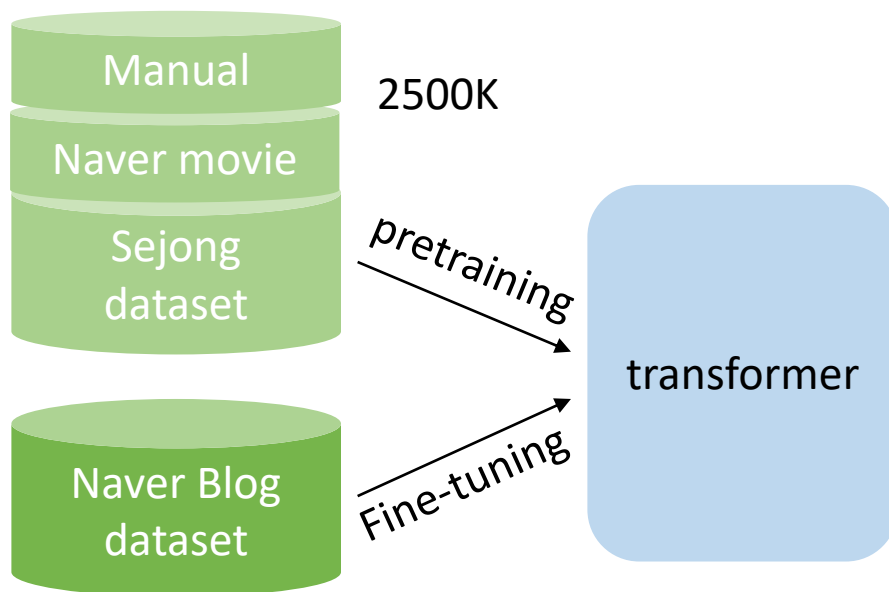 Manual
2500K
Naver movie
Sejong
dataset
pretraining
transformer
Naver Blog
dataset
Fine-tuning